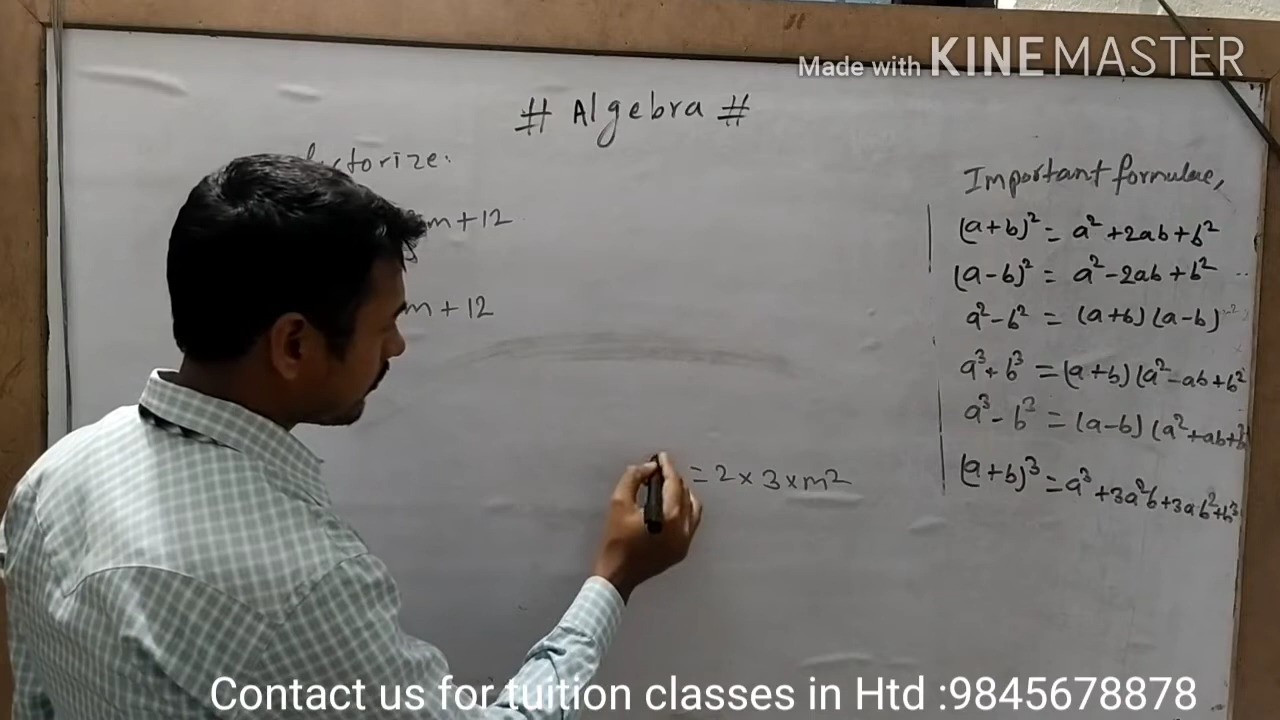 Made with KINEMASTER
# Algebra #
factorize:
m+12
m+12
= 2 × 3 × m²
Important formulae,
(a+b)² = a² +2ab+b²
(a-b)² = a² -2ab+b²
a² - b² = (a+b) (a-b)
a³ + b³ = (a+b) (a² - ab + b²
a³ - b³ = (a-b) (a² + ab + b²
(a+b)³ = a³ + 3a²b + 3ab² + b³
Contact us for tuition classes in Htd :9845678878